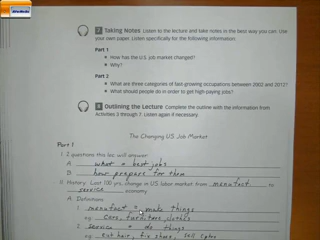 7 Taking Notes Listen to the lecture and take notes in the best way you can. Use
your own paper. Listen specifically for the following information.
Part 1
• How has the U.S. job market changed?
• Why?
Part 2
• What are three categories of fast-growing occupations between 2002 and 2012?
• What should people do in order to get high-paying jobs?
8 Outlining the Lecture Complete the outline with the information from
Activities 3 through 7. Listen again if necessary.
The Changing US Job Market
Part 1
I 2 questions this lec will answer:
A. what = best jobs
B. how prepare for them
II History: Last 100 yrs, change in US labor market from manufact to
service economy
A. Definitions
1. manufact = make things
eg. cars, furniture, clothes
2. service = do things
eg. cut hair, fix shoes, sell